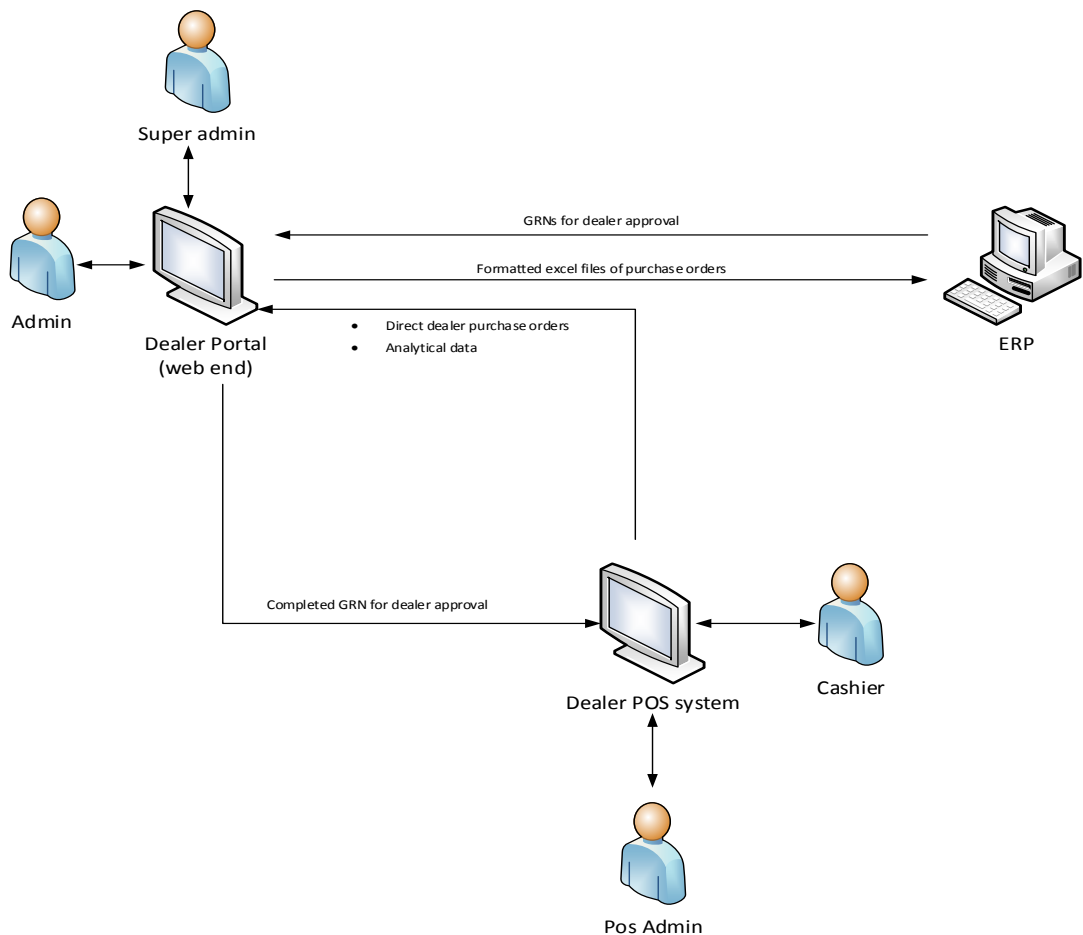 Super admin
GRNs for dealer approval
Formatted excel files of purchase orders
Admin
• Direct dealer purchase orders
• Analytical data
Dealer Portal
(web end)
ERP
Completed GRN for dealer approval
Cashier
Dealer POS system
Pos Admin